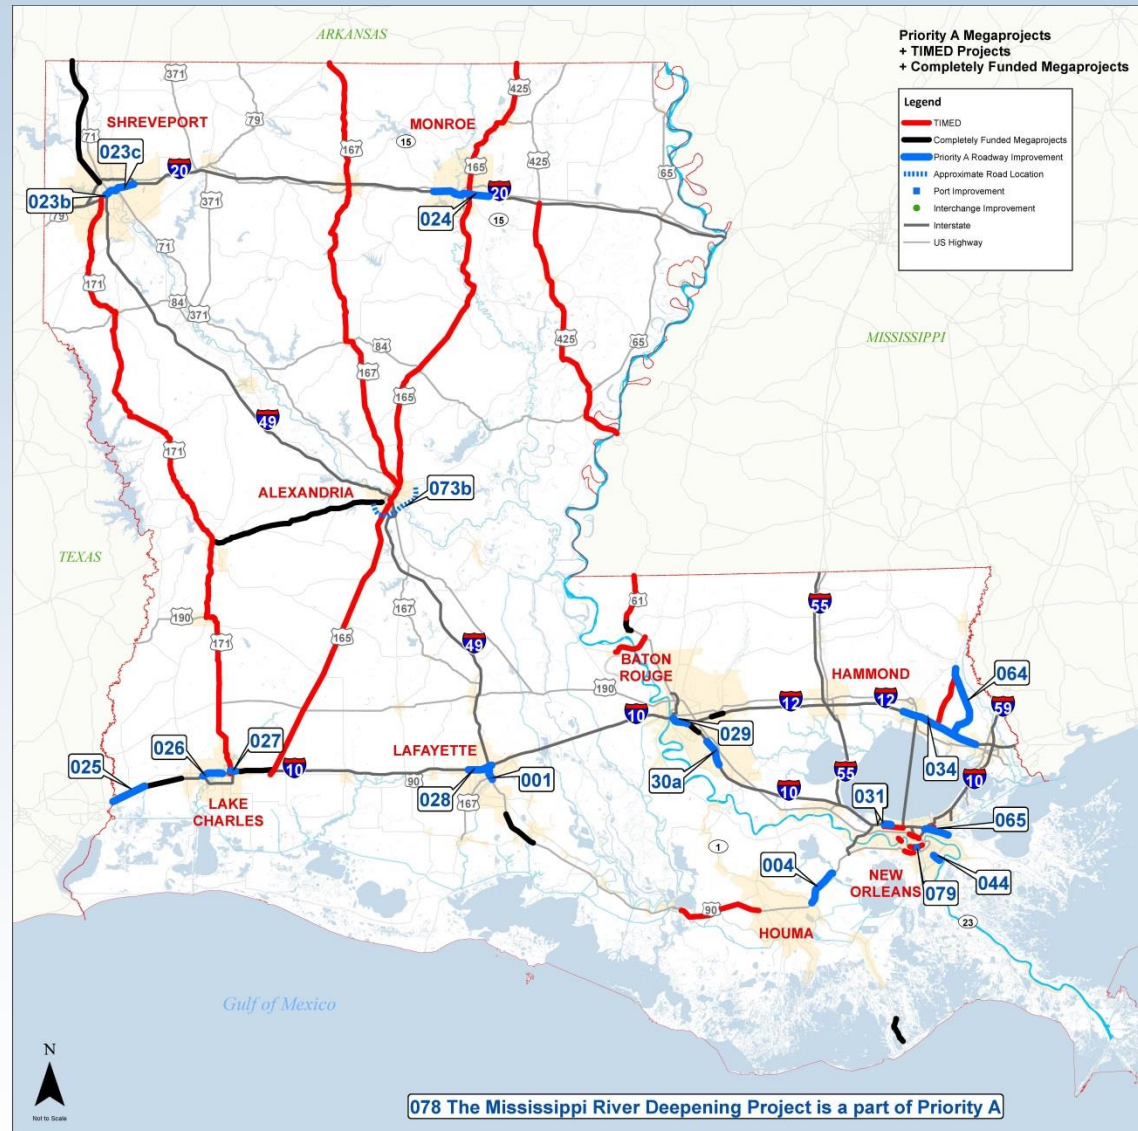 Priority A Megaprojects
+ TIMED Projects
+ Completely Funded Megaprojects
Legend
TIMED
Completely Funded Megaprojects
Priority A Roadway Improvement
Approximate Road Location
Port Improvement
Interchange Improvement
Interstate
US Highway
ARKANSAS
371
425
SHREVEPORT
79
MONROE
71
023c
167
15
165
425
20
65
023b
79
371
024
20
15
71
171
84
371
MISSISSIPPI
84
425
65
167
165
49
171
ALEXANDRIA
073b
TEXAS
61
55
190
167
171
165
49
BATON
ROUGE
HAMMOND
064
190
12
12
59
10
026
027
LAFAYETTE
029
034
025
10
90
30a
55
10
10
028
001
LAKE
CHARLES
167
031
065
1
004
NEW
ORLEANS
079
044
90
HOUMA
23
Gulf of Mexico
N
Not to Scale
078 The Mississippi River Deepening Project is a part of Priority A